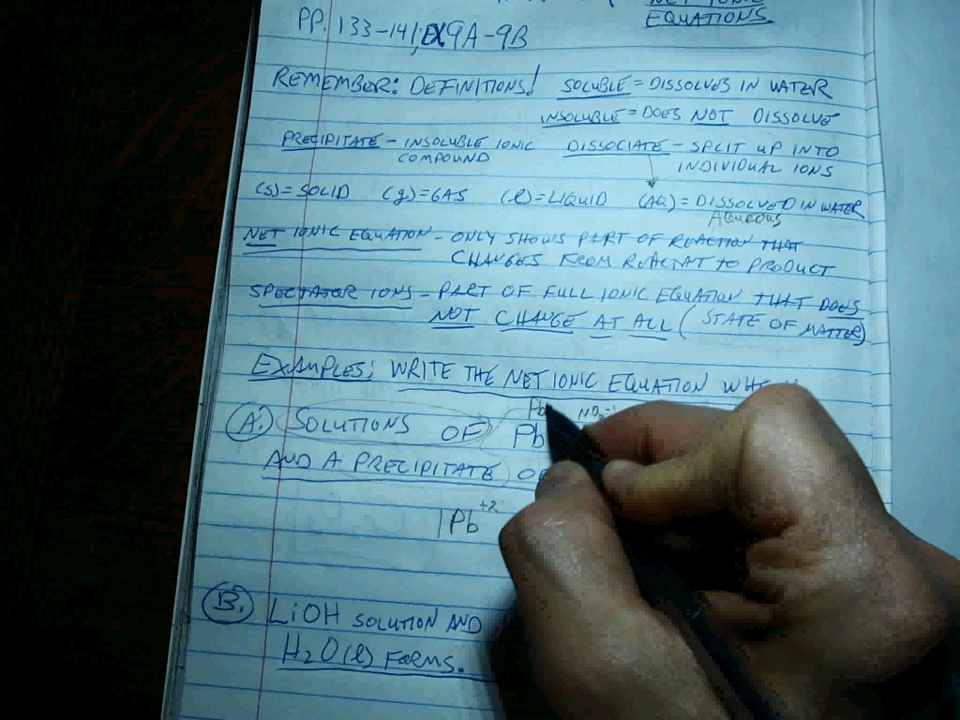 NET IONIC
EQUATIONS.
PP. 133-141, EX 9A-9B
REMEMBER: DEFINITIONS! SOLUBLE = DISSOLVES IN WATER
INSOLUBLE = DOES NOT DISSOLVE
PRECIPITATE - INSOLUBLE IONIC DISSOCIATE - SPLIT UP INTO
COMPOUND INDIVIDUAL IONS
(s) = SOLID (g) = GAS (l) = LIQUID (AQ) = DISSOLVED IN WATER
AQUEOUS
NET IONIC EQUATION - ONLY SHOWS PART OF REACTION THAT
CHANGES FROM REACTANT TO PRODUCT
SPECTATOR IONS - PART OF FULL IONIC EQUATION THAT DOES
NOT CHANGE AT ALL (STATE OF MATTER)
EXAMPLES: WRITE THE NET IONIC EQUATION
Pb
A. SOLUTIONS OF Pb
AND A PRECIPITATE
1Pb+2
B. LiOH SOLUTION AND
H2O(l) FORMS.